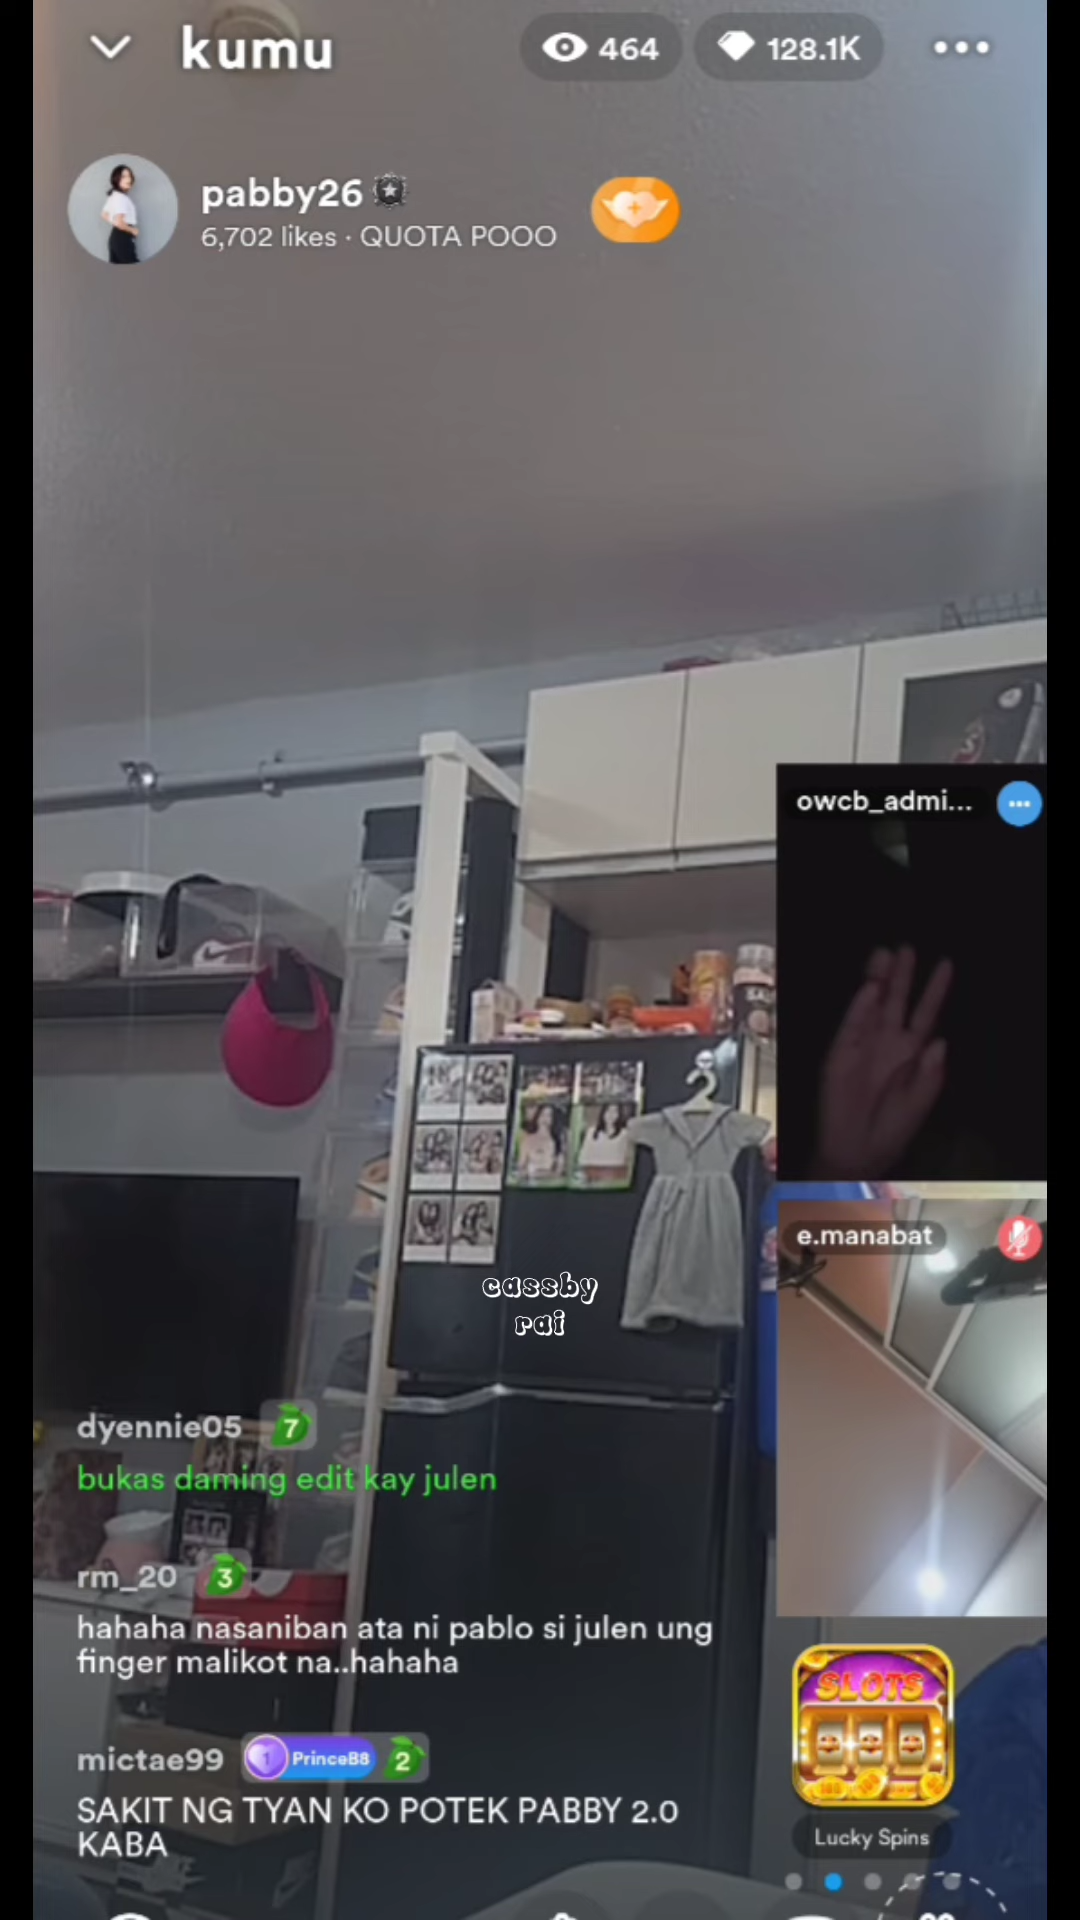 kumu
464
128.1K
pabby26
6,702 likes · QUOTA POOO
owcb_admi...
e.manabat
cassby
rai
dyennie05 7
bukas daming edit kay julen
rm_20 3
hahaha nasaniban ata ni pablo si julen ung
finger malikot na..hahaha
mictae99 1 PrinceB8 2
SAKIT NG TYAN KO POTEK PABBY 2.0
KABA
SLOTS
Lucky Spins